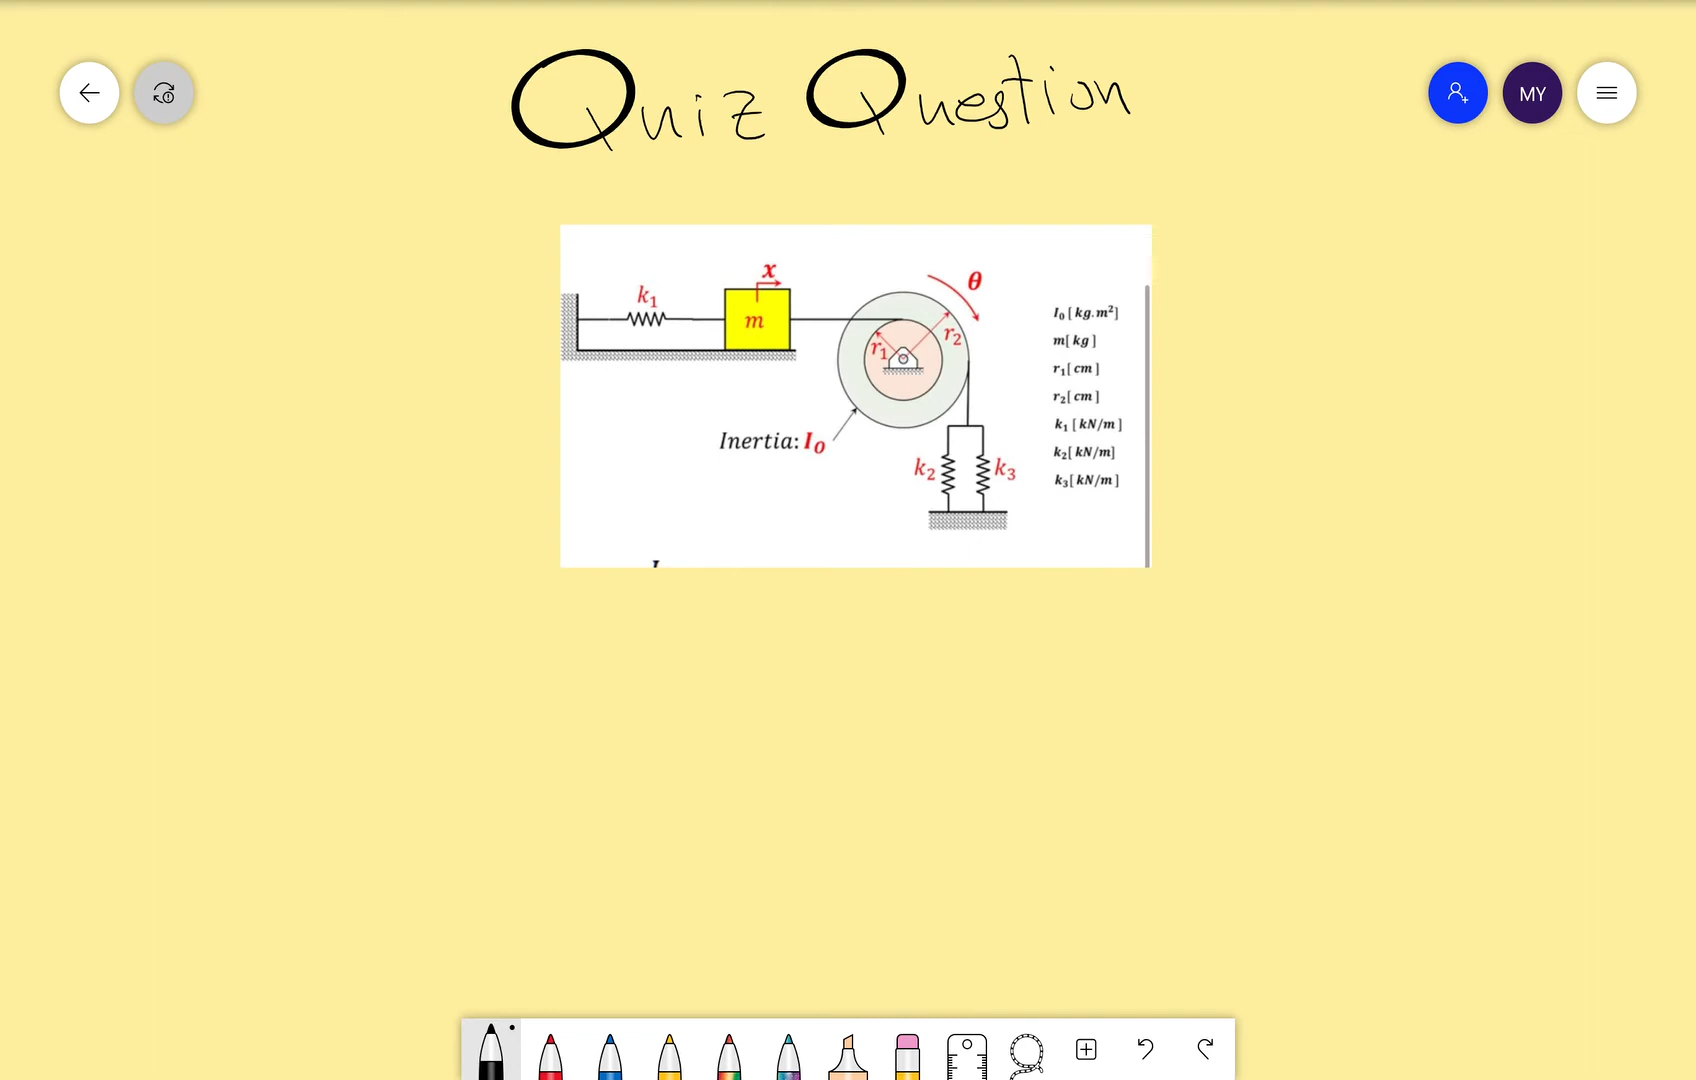 Quiz Question
MY
x
θ
k₁
m
r₁
r₂
I₀ [ kg.m²]
m[ kg ]
r₁[ cm ]
r₂[ cm ]
k₁ [ kN/m ]
k₂[ kN/m]
k₃[ kN/m ]
Inertia: I₀
k₂
k₃